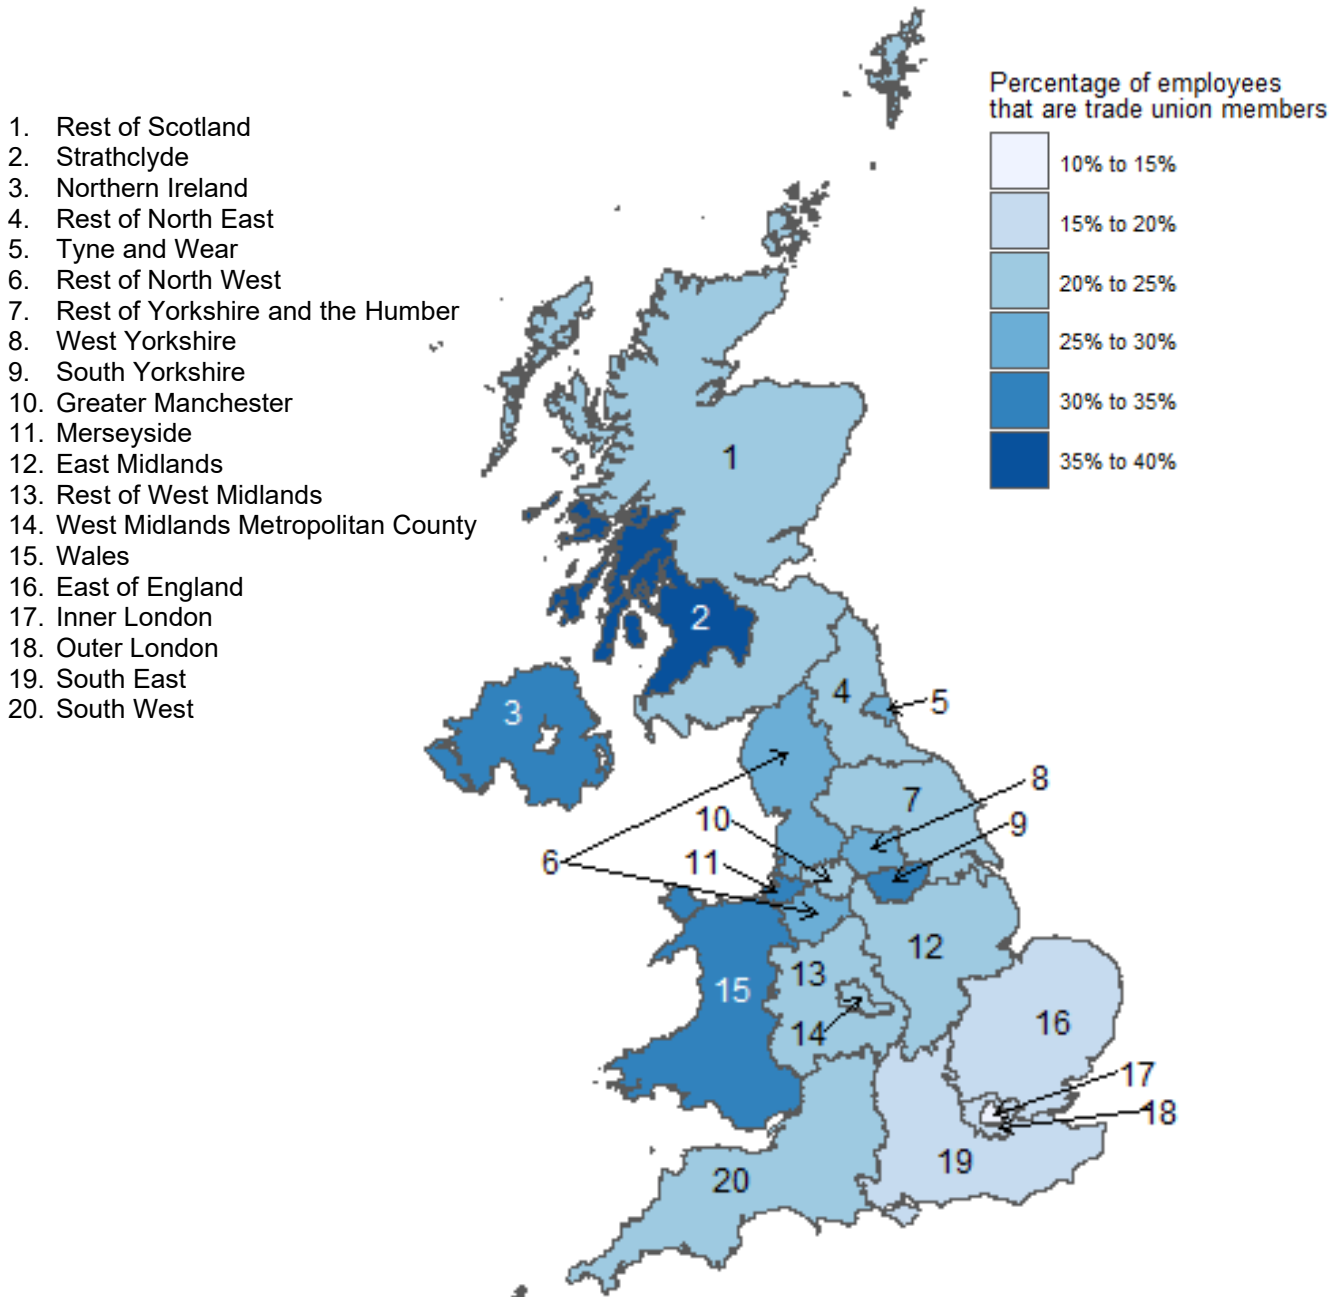 1. Rest of Scotland
2. Strathclyde
3. Northern Ireland
4. Rest of North East
5. Tyne and Wear
6. Rest of North West
7. Rest of Yorkshire and the Humber
8. West Yorkshire
9. South Yorkshire
10. Greater Manchester
11. Merseyside
12. East Midlands
13. Rest of West Midlands
14. West Midlands Metropolitan County
15. Wales
16. East of England
17. Inner London
18. Outer London
19. South East
20. South West
Percentage of employees
that are trade union members
10% to 15%
15% to 20%
20% to 25%
25% to 30%
30% to 35%
35% to 40%
1
2
3
4
5
6
7
8
9
10
11
12
13
14
15
16
17
18
19
20